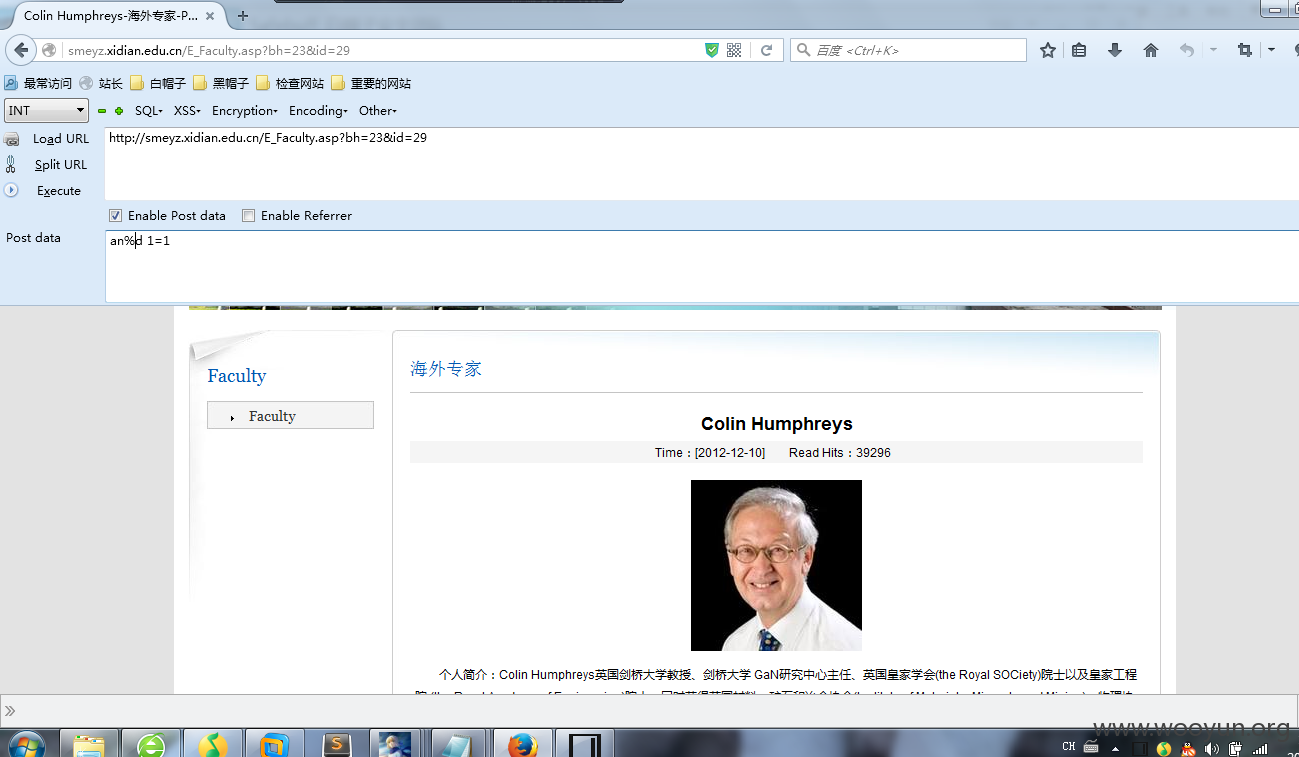 Colin Humphreys-海外专家-P...
smeyz.xidian.edu.cn/E_Faculty.asp?bh=23&id=29
百度 <Ctrl+K>
最常访问 站长 白帽子 黑帽子 检查网站 重要的网站
INT SQL XSS Encryption Encoding Other
Load URL http://smeyz.xidian.edu.cn/E_Faculty.asp?bh=23&id=29
Split URL
Execute
Enable Post data Enable Referrer
Post data an%d 1=1
Faculty
Faculty
海外专家
Colin Humphreys
Time：[2012-12-10] Read Hits：39296
个人简介：Colin Humphreys英国剑桥大学教授、剑桥大学 GaN研究中心主任、英国皇家学会(the Royal SOCiety)院士以及皇家工程
www.wooyun.org
CH